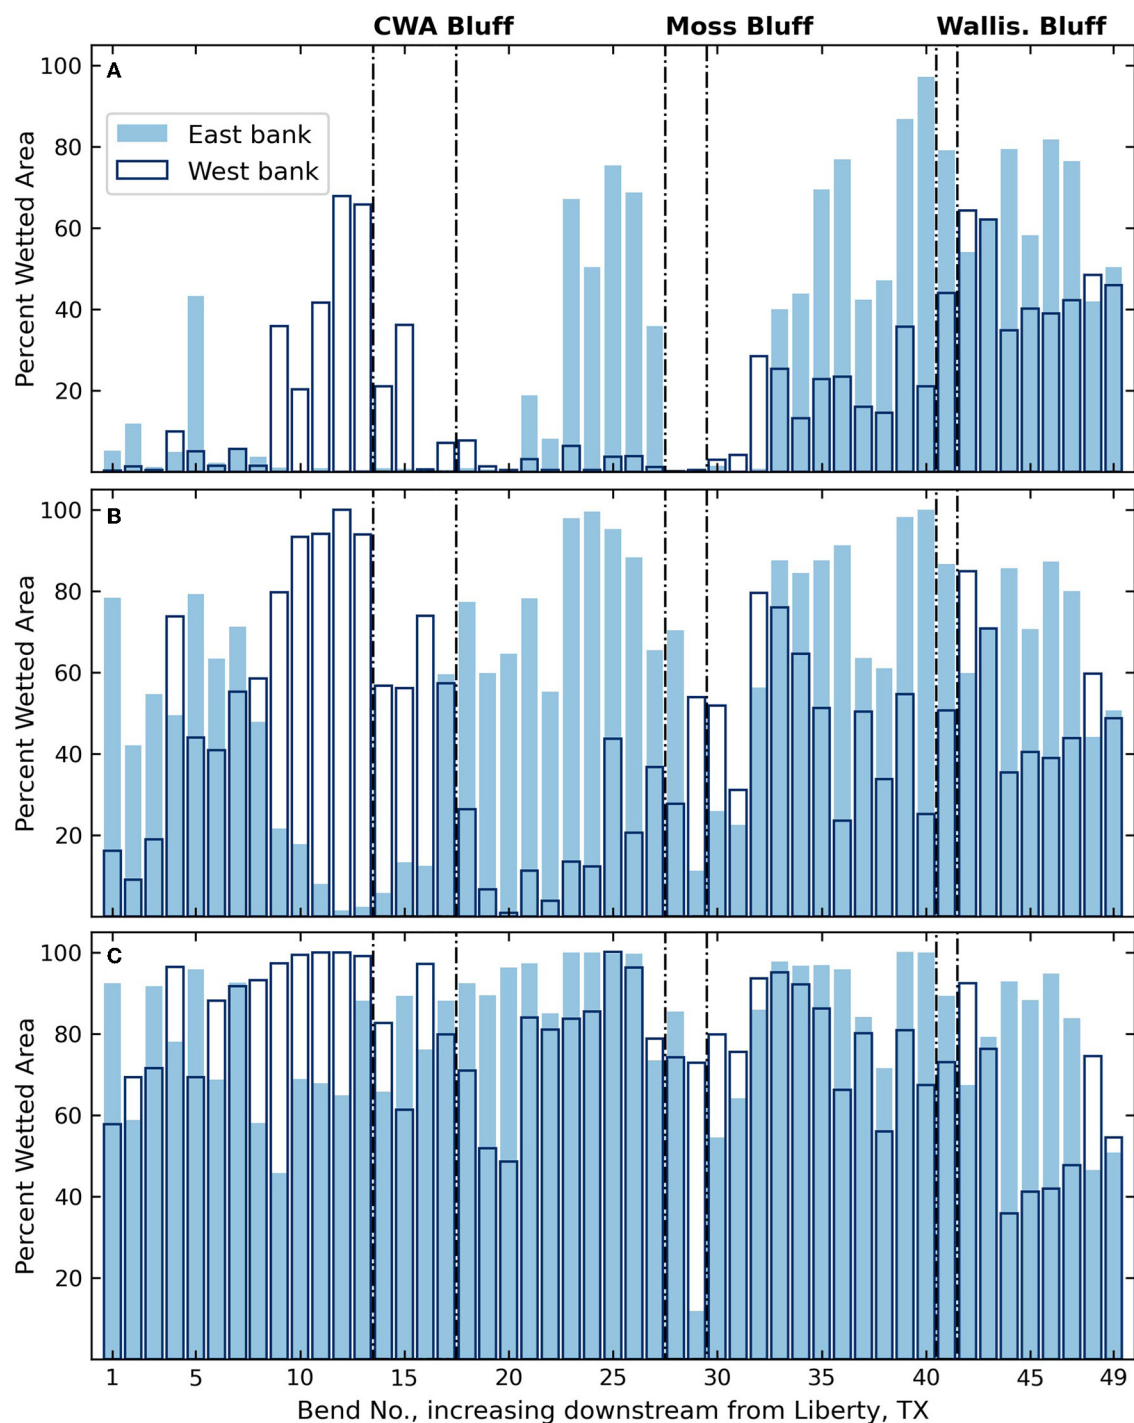 CWA Bluff Moss Bluff Wallis. Bluff
A
100
80
60
40
20
Percent Wetted Area
East bank
West bank
B
100
80
60
40
20
Percent Wetted Area
C
100
80
60
40
20
Percent Wetted Area
1 5 10 15 20 25 30 35 40 45 49
Bend No., increasing downstream from Liberty, TX